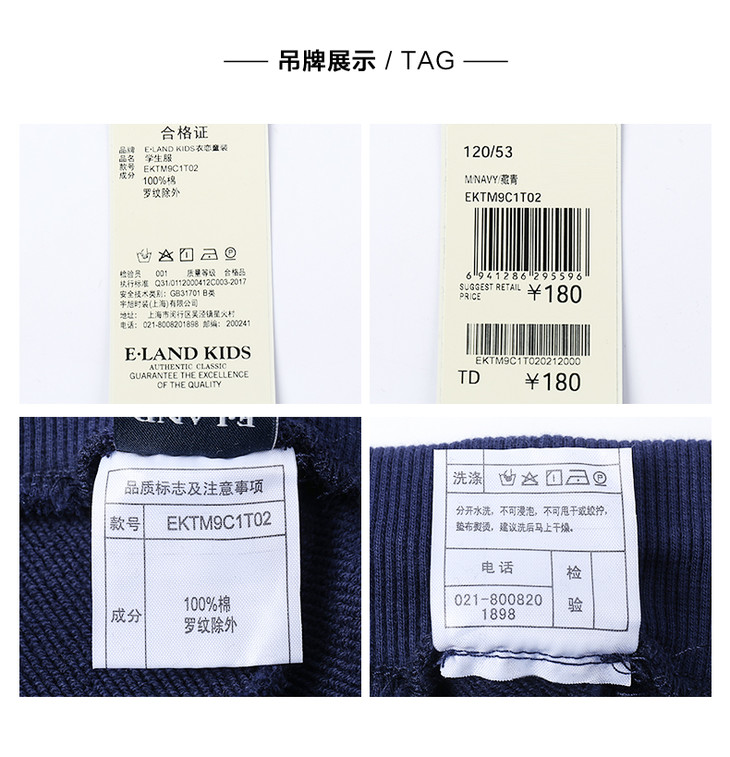 吊牌展示 / TAG
合格证
品牌 E·LAND KIDS衣恋童装
品名 学生服
款号 EKTM9C1T02
成分 100%棉
罗纹除外
检验员 001 质量等级 合格品
执行标准 Q31/0112000412C003-2017
安全技术类别: GB31701 B类
宇旭时装(上海)有限公司
地址: 上海市闵行区吴泾镇星火村
电话: 021-8008201898 邮编: 200241
E·LAND KIDS
AUTHENTIC CLASSIC
GUARANTEE THE EXCELLENCE
OF THE QUALITY
120/53
M/NAVY/藏青
EKTM9C1T02
6 941286 295596
SUGGEST RETAIL
PRICE ¥180
EKTM9C1T020212000
TD ¥180
E·LAND
品质标志及注意事项
款号 EKTM9C1T02
成分 100%棉
罗纹除外
洗涤
分开水洗, 不可浸泡, 不可甩干或绞拧,
垫布熨烫, 建议洗后马上干燥。
电话 检验
021-800820
1898